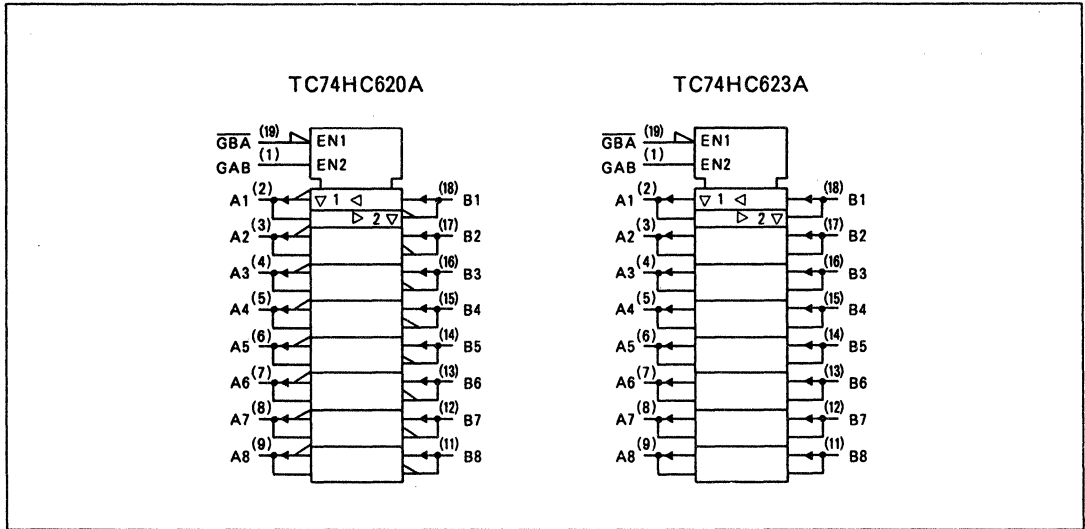 TC74HC620A
G̅B̅A̅ (19) EN1
GAB (1) EN2
A1 (2) ▽ 1 ◁ (18) B1
▷ 2 ▽
A2 (3) (17) B2
A3 (4) (16) B3
A4 (5) (15) B4
A5 (6) (14) B5
A6 (7) (13) B6
A7 (8) (12) B7
A8 (9) (11) B8
TC74HC623A
G̅B̅A̅ (19) EN1
GAB (1) EN2
A1 (2) ▽ 1 ◁ (18) B1
▷ 2 ▽
A2 (3) (17) B2
A3 (4) (16) B3
A4 (5) (15) B4
A5 (6) (14) B5
A6 (7) (13) B6
A7 (8) (12) B7
A8 (9) (11) B8